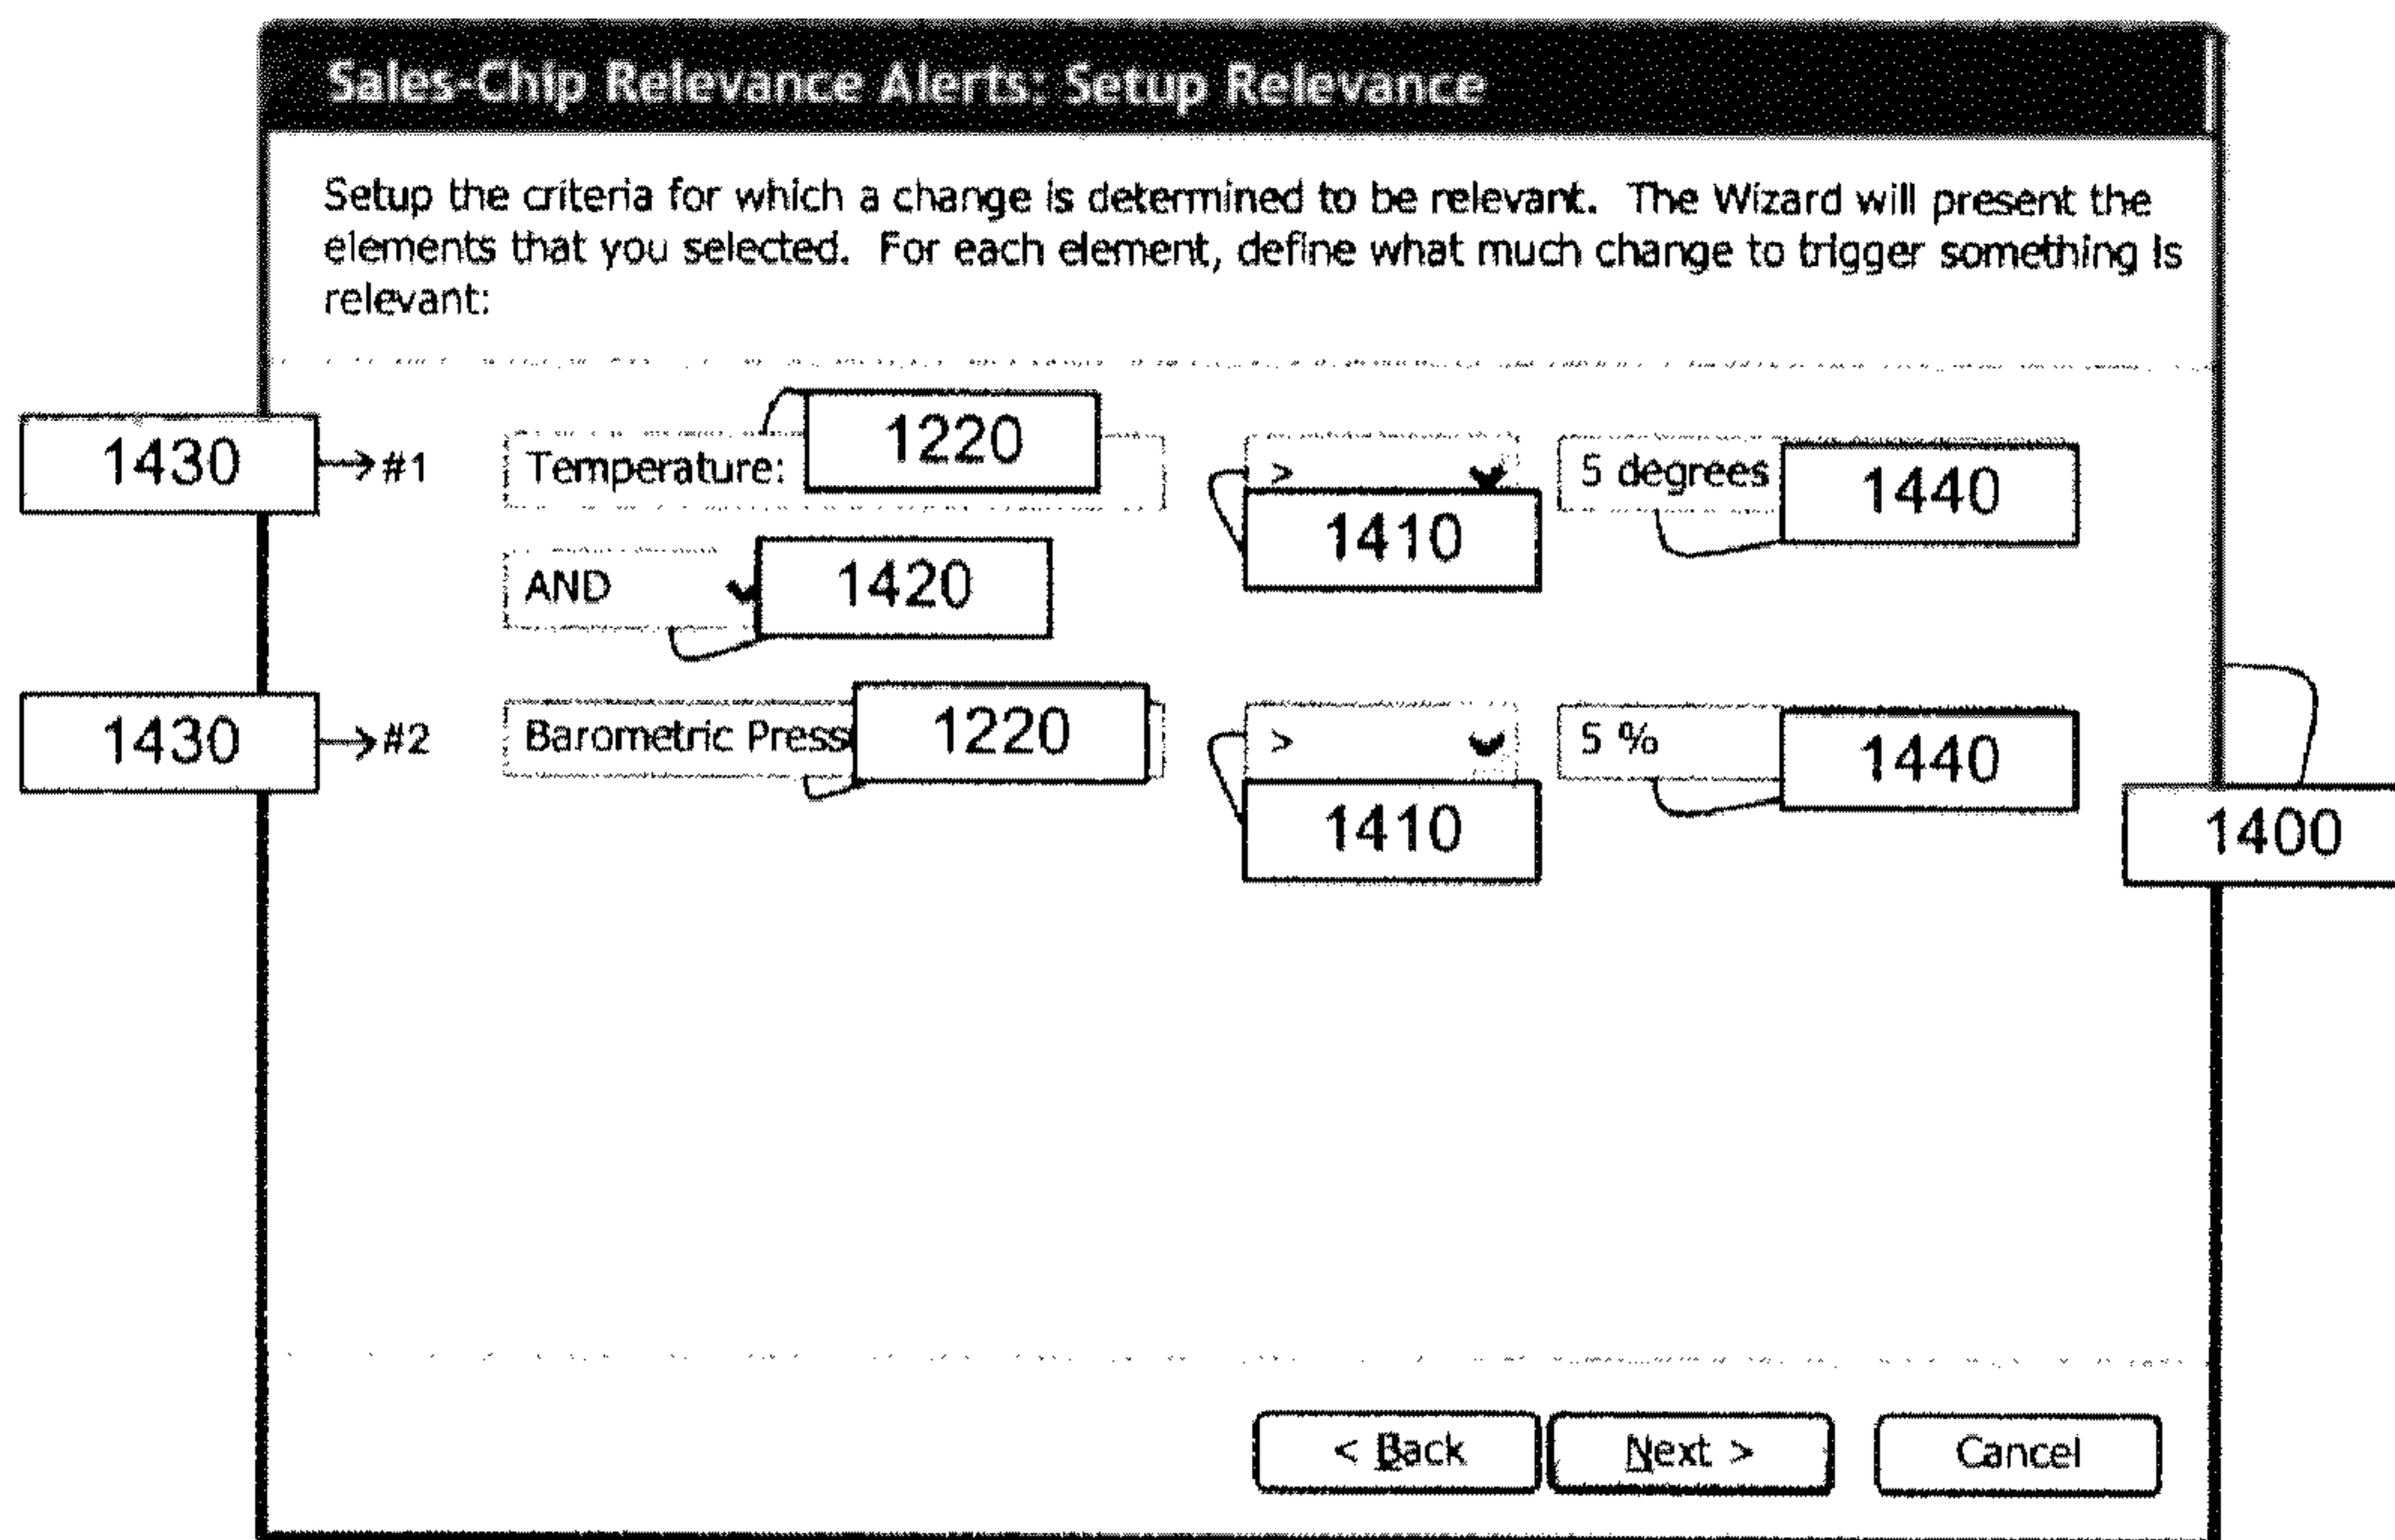 Sales-Chip Relevance Alerts: Setup Relevance
Setup the criteria for which a change is determined to be relevant. The Wizard will present the
elements that you selected. For each element, define what much change to trigger something is
relevant:
1430 #1 Temperature: 1220 > 5 degrees 1440
1410
AND 1420
1430 #2 Barometric Press 1220 > 5 % 1440
1410
1400
< Back Next > Cancel